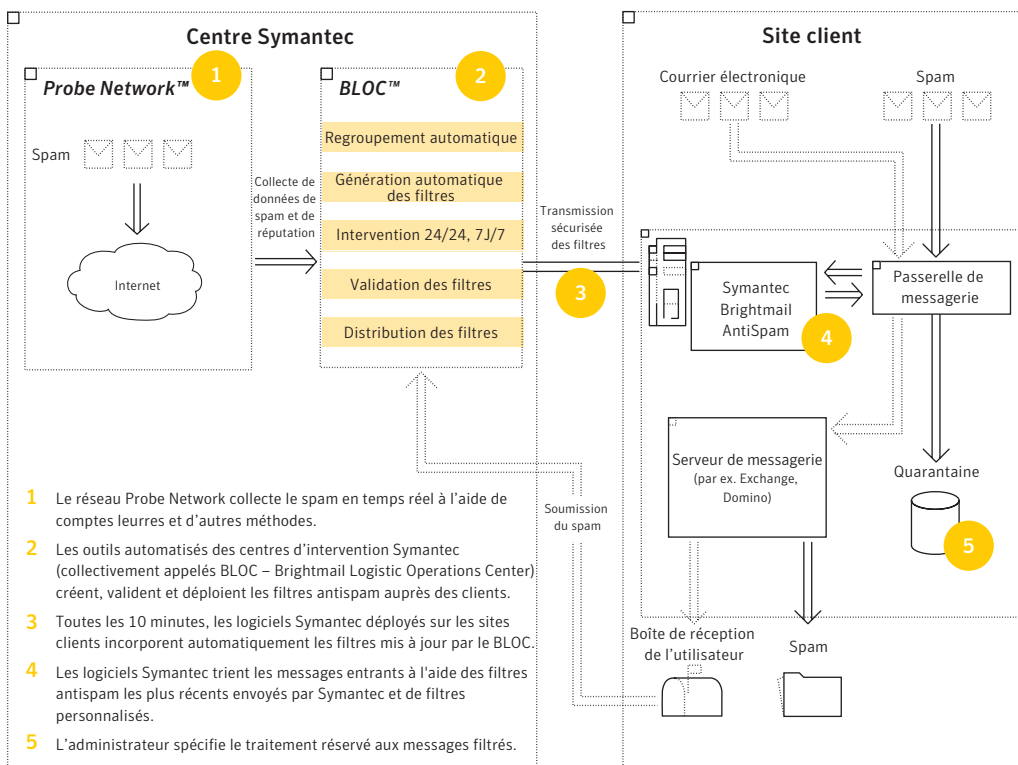 Centre Symantec
Probe Network™
1
Spam
Internet
Collecte de
données de
spam et de
réputation
BLOC™
2
Regroupement automatique
Génération automatique
des filtres
Intervention 24/24, 7J/7
Validation des filtres
Distribution des filtres
Transmission
sécurisée
des filtres
3
Site client
Courrier électronique
Spam
Symantec
Brightmail
AntiSpam
4
Passerelle de
messagerie
Serveur de messagerie
(par ex. Exchange,
Domino)
Quarantaine
5
Soumission
du spam
Boîte de réception
de l'utilisateur
Spam
1 Le réseau Probe Network collecte le spam en temps réel à l'aide de
comptes leurres et d'autres méthodes.
2 Les outils automatisés des centres d'intervention Symantec
(collectivement appelés BLOC – Brightmail Logistic Operations Center)
créent, valident et déploient les filtres antispam auprès des clients.
3 Toutes les 10 minutes, les logiciels Symantec déployés sur les sites
clients incorporent automatiquement les filtres mis à jour par le BLOC.
4 Les logiciels Symantec trient les messages entrants à l'aide des filtres
antispam les plus récents envoyés par Symantec et de filtres
personnalisés.
5 L'administrateur spécifie le traitement réservé aux messages filtrés.